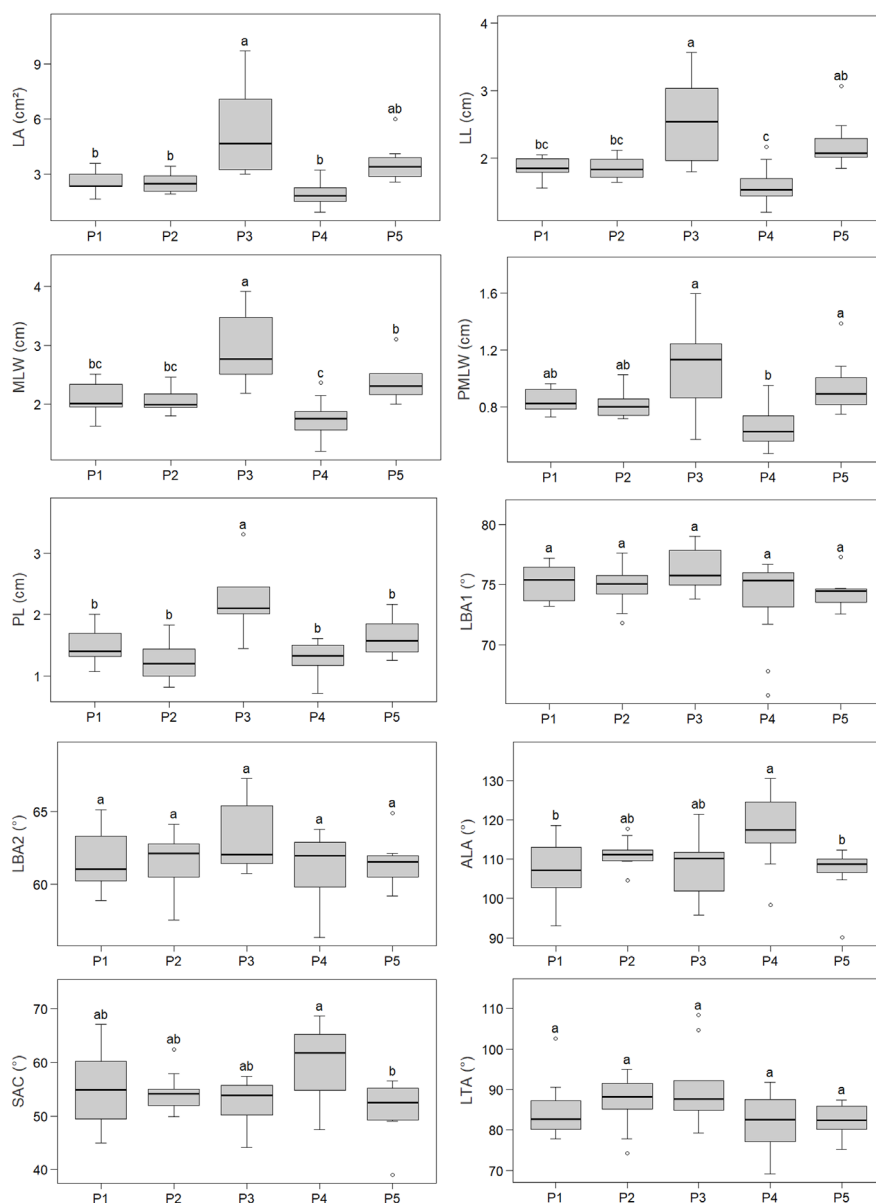 a
9
b b ab
6
b
3
LA (cm²)
P1 P2 P3 P4 P5
4
a
ab
3
bc bc c
2
1
LL (cm)
P1 P2 P3 P4 P5
4
a
b
3
bc bc c
2
MLW (cm)
P1 P2 P3 P4 P5
1.6
a
a
1.2
ab ab b
0.8
PMLW (cm)
P1 P2 P3 P4 P5
a
3
b b b b
2
1
PL (cm)
P1 P2 P3 P4 P5
80
a a a a a
75
70
LBA1 (°)
P1 P2 P3 P4 P5
a a a a a
65
60
LBA2 (°)
P1 P2 P3 P4 P5
130
a
b ab ab b
120
110
100
90
ALA (°)
P1 P2 P3 P4 P5
70
ab ab ab a b
60
50
40
SAC (°)
P1 P2 P3 P4 P5
110
a a a a a
100
90
80
70
LTA (°)
P1 P2 P3 P4 P5